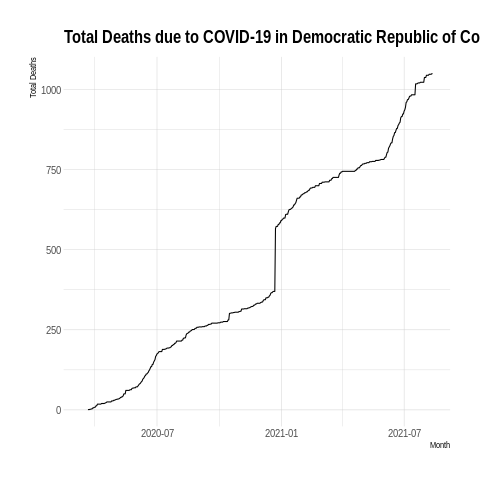 Total Deaths due to COVID-19 in Democratic Republic of Co
Total Deaths
1000
750
500
250
0
2020-07
2021-01
2021-07
Month